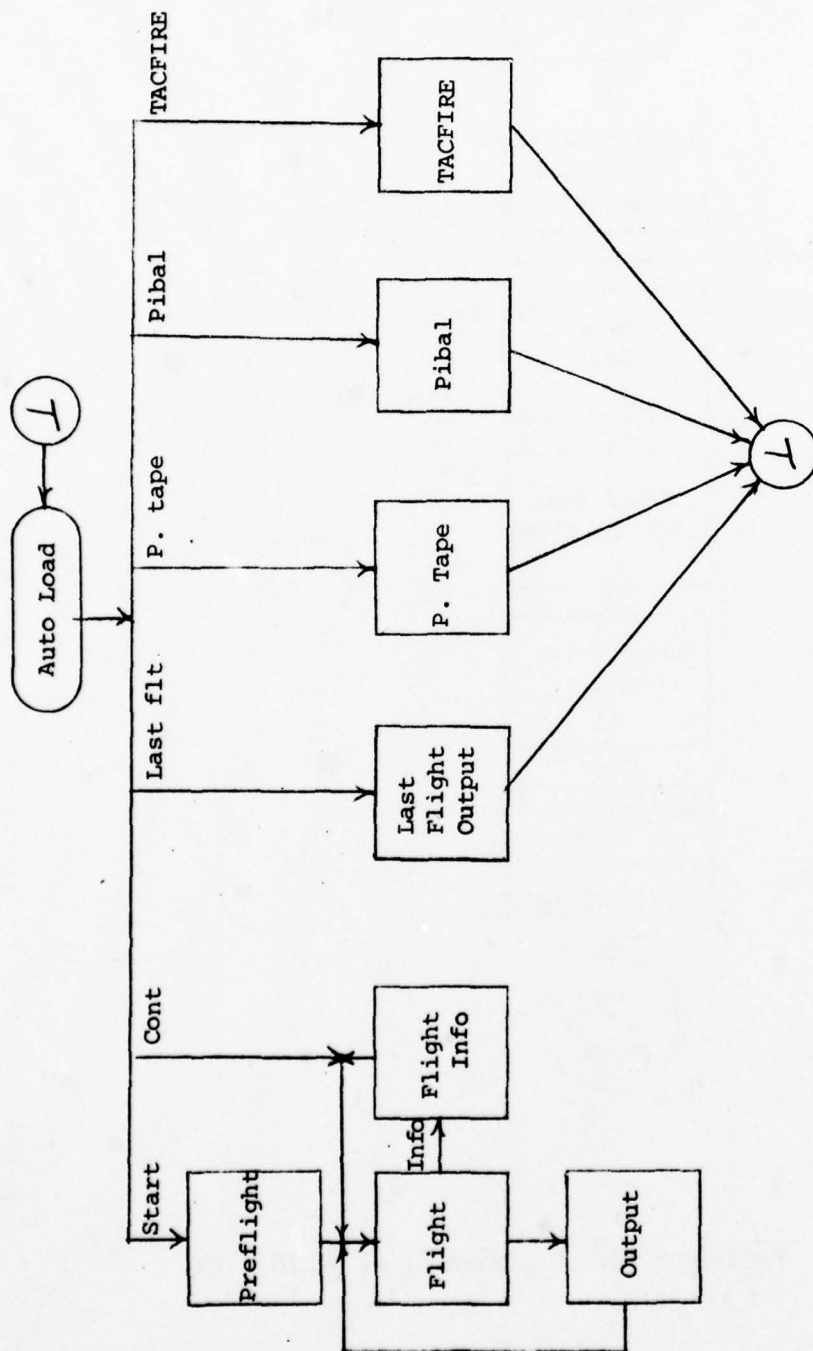 Auto Load
Start
Cont
Last flt
P. tape
Pibal
TACFIRE
Preflight
Flight
Info
Flight
Info
Last
Flight
Output
P. Tape
Pibal
TACFIRE
Output